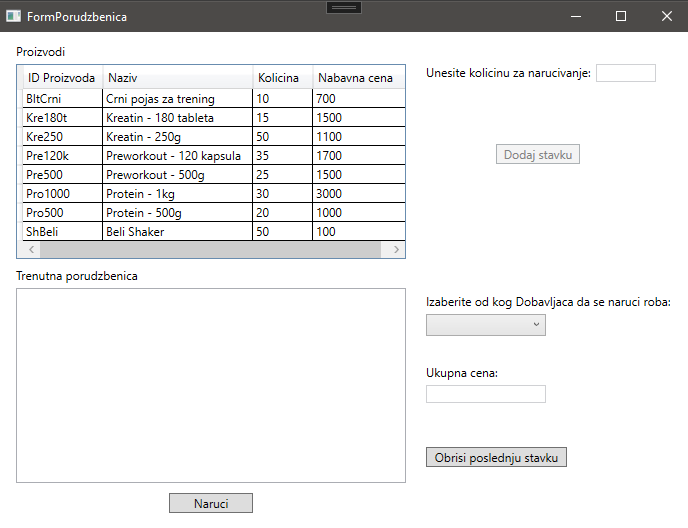 FormPorudzbenica
Proizvodi
ID Proizvoda Naziv Kolicina Nabavna cena
BltCrni Crni pojas za trening 10 700
Kre180t Kreatin - 180 tableta 15 1500
Kre250 Kreatin - 250g 50 1100
Pre120k Preworkout - 120 kapsula 35 1700
Pre500 Preworkout - 500g 25 1500
Pro1000 Protein - 1kg 30 3000
Pro500 Protein - 500g 20 1000
ShBeli Beli Shaker 50 100
Unesite kolicinu za narucivanje:
Dodaj stavku
Trenutna porudzbenica
Izaberite od kog Dobavljaca da se naruci roba:
Ukupna cena:
Obrisi poslednju stavku
Naruci